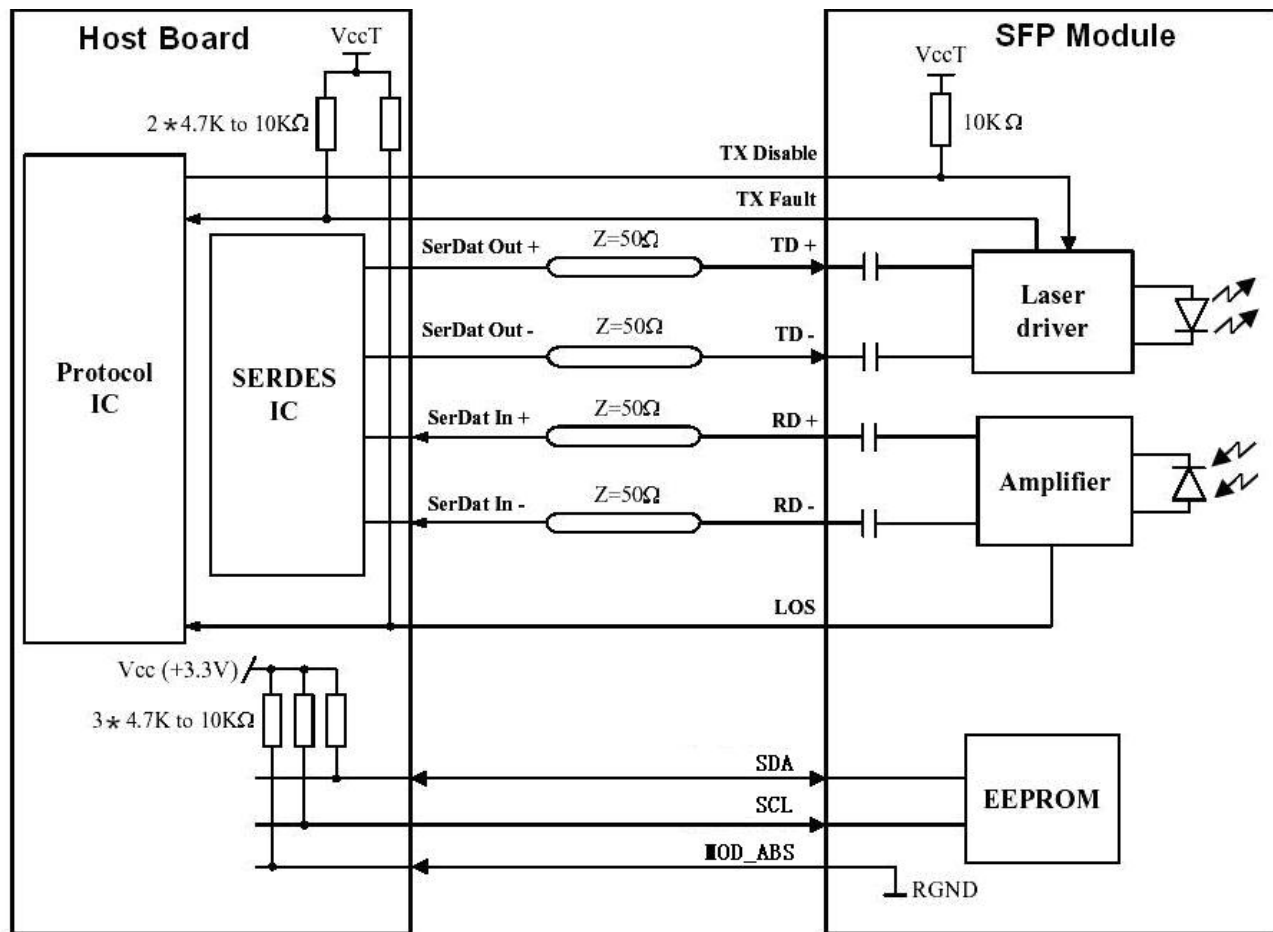 Host Board
SFP Module
VccT
VccT
2*4.7K to 10KΩ
10KΩ
TX Disable
TX Fault
SerDat Out +
Z=50Ω
TD +
Laser
driver
SerDat Out -
Z=50Ω
TD -
Protocol
IC
SERDES
IC
SerDat In +
Z=50Ω
RD +
Amplifier
SerDat In -
Z=50Ω
RD -
LOS
Vcc (+3.3V)
3*4.7K to 10KΩ
SDA
SCL
MOD_ABS
EEPROM
RGND